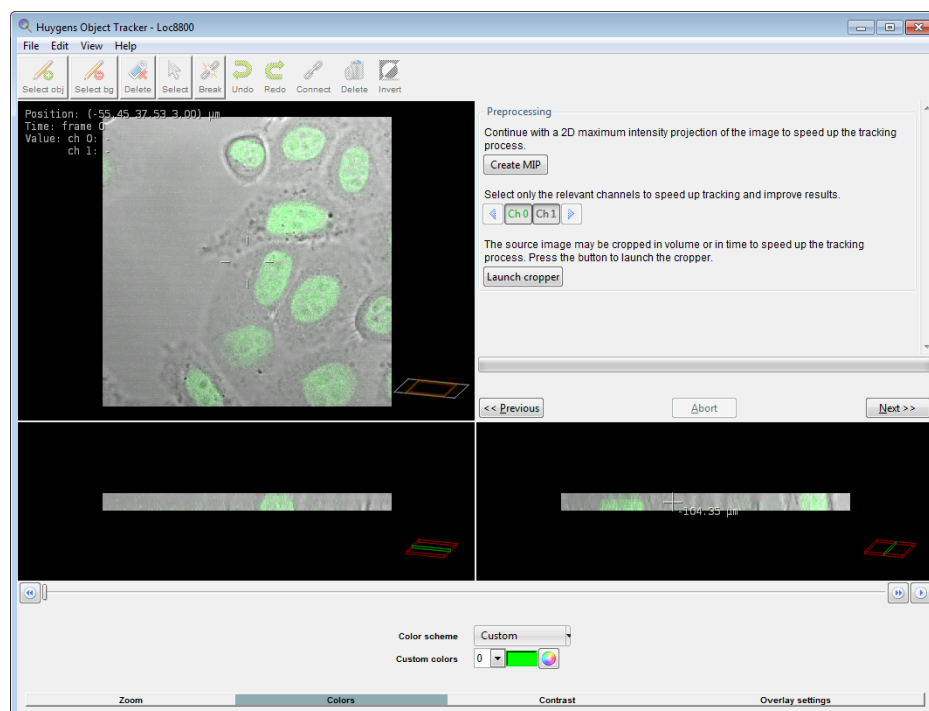 Huygens Object Tracker - Loc8800
File Edit View Help
Select obj Select bg Delete Select Break Undo Redo Connect Delete Invert
Position: (-55.45 37.53 3.00) µm
Time: frame 0
Value: ch 0: -
ch 1: -
Preprocessing
Continue with a 2D maximum intensity projection of the image to speed up the tracking
process.
Create MIP
Select only the relevant channels to speed up tracking and improve results.
Ch 0 Ch 1
The source image may be cropped in volume or in time to speed up the tracking
process. Press the button to launch the cropper.
Launch cropper
<< Previous Abort Next >>
-104.35 µm
Color scheme Custom
Custom colors 0
Zoom Colors Contrast Overlay settings